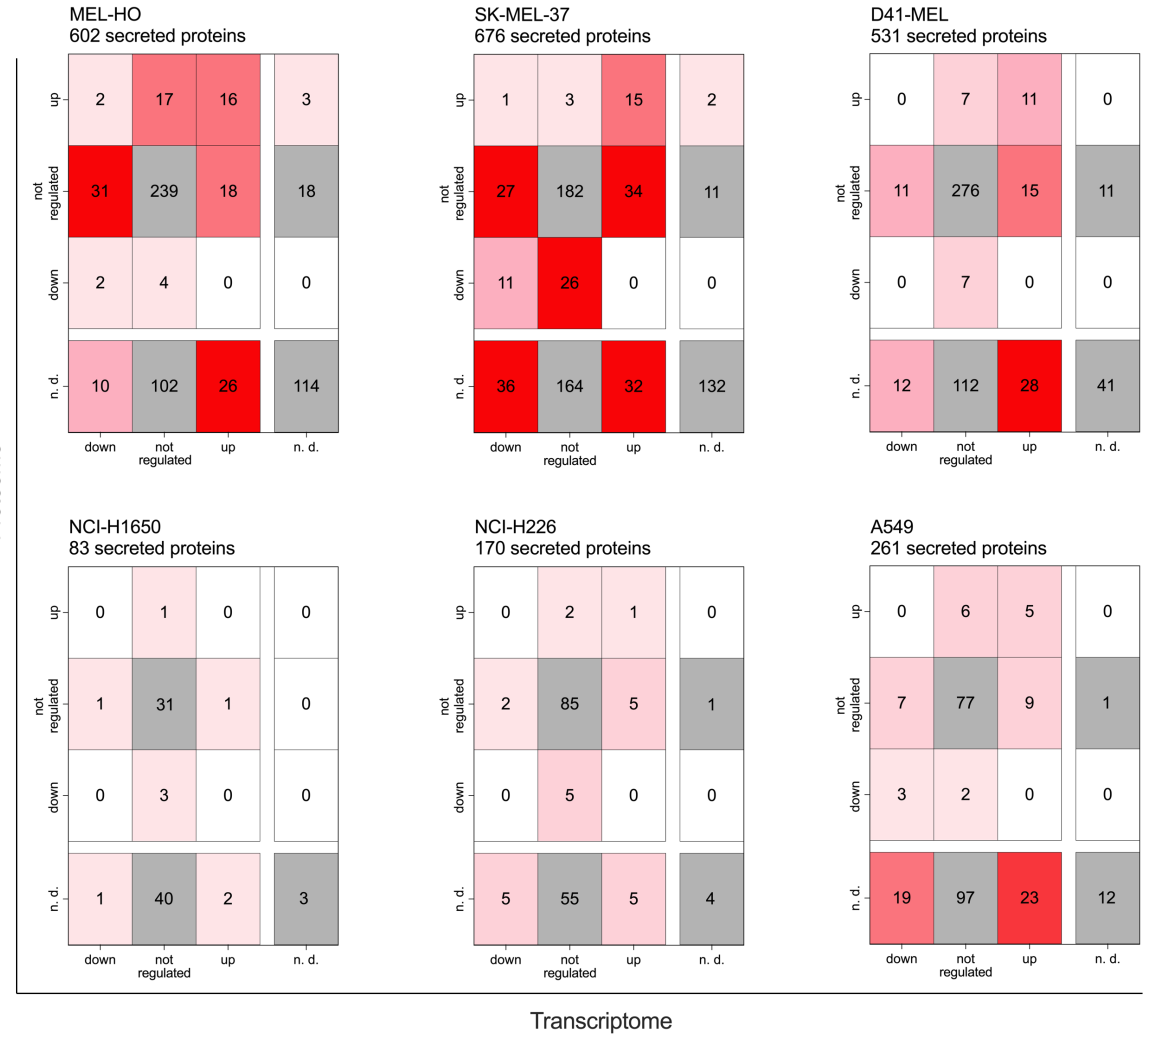 MEL-HO
602 secreted proteins
up 2 17 16 3
not
regulated 31 239 18 18
down 2 4 0 0
n. d. 10 102 26 114
down not
regulated up n. d.
SK-MEL-37
676 secreted proteins
up 1 3 15 2
not
regulated 27 182 34 11
down 11 26 0 0
n. d. 36 164 32 132
down not
regulated up n. d.
D41-MEL
531 secreted proteins
up 0 7 11 0
not
regulated 11 276 15 11
down 0 7 0 0
n. d. 12 112 28 41
down not
regulated up n. d.
NCI-H1650
83 secreted proteins
up 0 1 0 0
not
regulated 1 31 1 0
down 0 3 0 0
n. d. 1 40 2 3
down not
regulated up n. d.
NCI-H226
170 secreted proteins
up 0 2 1 0
not
regulated 2 85 5 1
down 0 5 0 0
n. d. 5 55 5 4
down not
regulated up n. d.
A549
261 secreted proteins
up 0 6 5 0
not
regulated 7 77 9 1
down 3 2 0 0
n. d. 19 97 23 12
down not
regulated up n. d.
Transcriptome